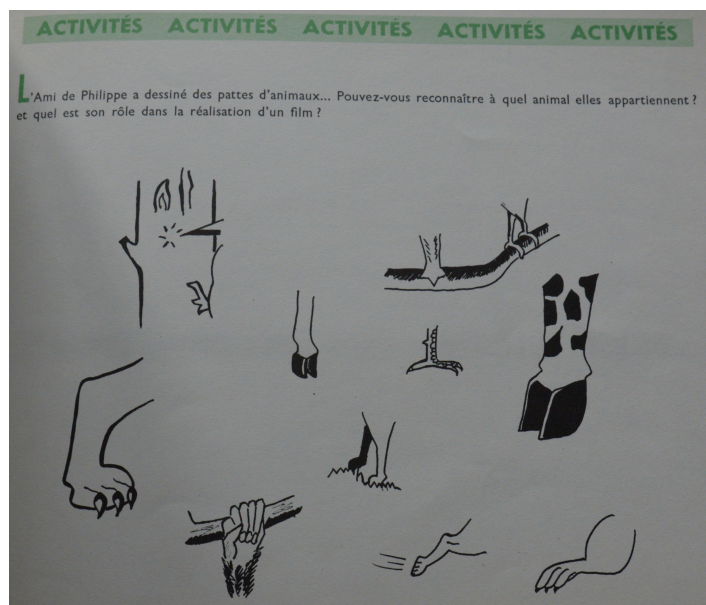 ACTIVITÉS ACTIVITÉS ACTIVITÉS ACTIVITÉS ACTIVITÉS
L'Ami de Philippe a dessiné des pattes d'animaux... Pouvez-vous reconnaître à quel animal elles appartiennent ?
et quel est son rôle dans la réalisation d'un film ?